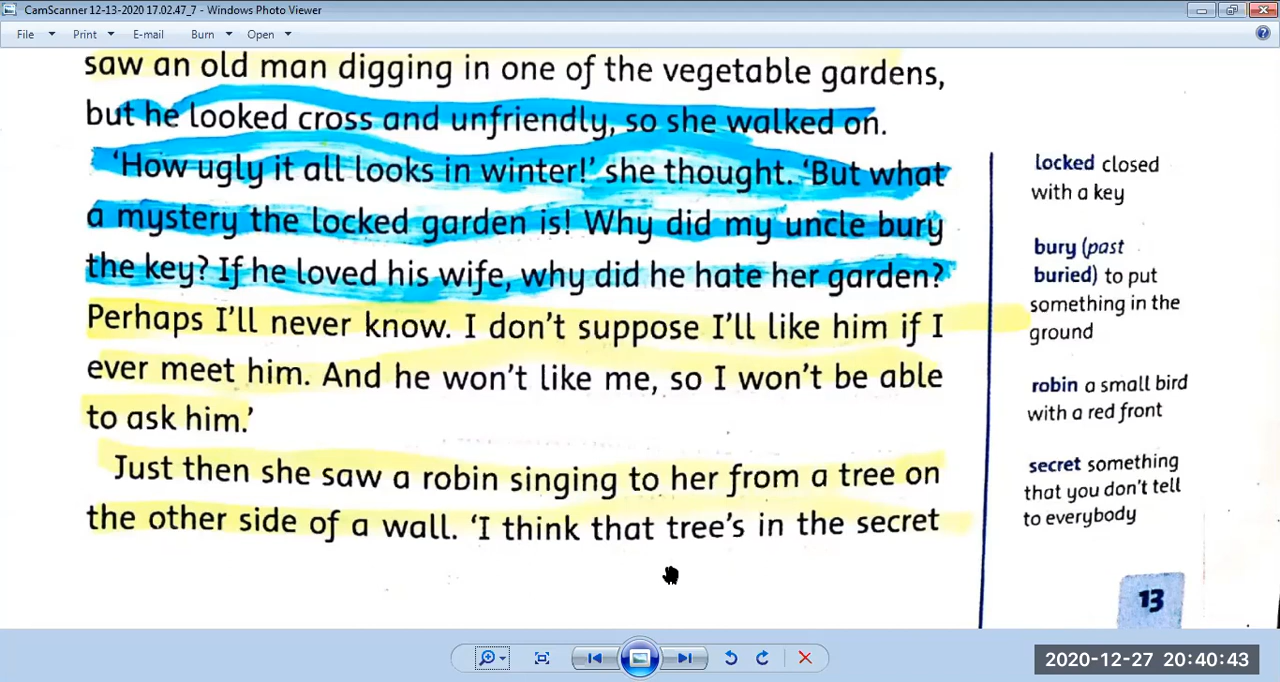 CamScanner 12-13-2020 17.02.47_7 - Windows Photo Viewer
File Print E-mail Burn Open
saw an old man digging in one of the vegetable gardens,
but he looked cross and unfriendly, so she walked on.
'How ugly it all looks in winter!' she thought. 'But what
a mystery the locked garden is! Why did my uncle bury
the key? If he loved his wife, why did he hate her garden?
Perhaps I'll never know. I don't suppose I'll like him if I
ever meet him. And he won't like me, so I won't be able
to ask him.'
Just then she saw a robin singing to her from a tree on
the other side of a wall. 'I think that tree's in the secret
locked closed
with a key
bury (past
buried) to put
something in the
ground
robin a small bird
with a red front
secret something
that you don't tell
to everybody
13
2020-12-27 20:40:43